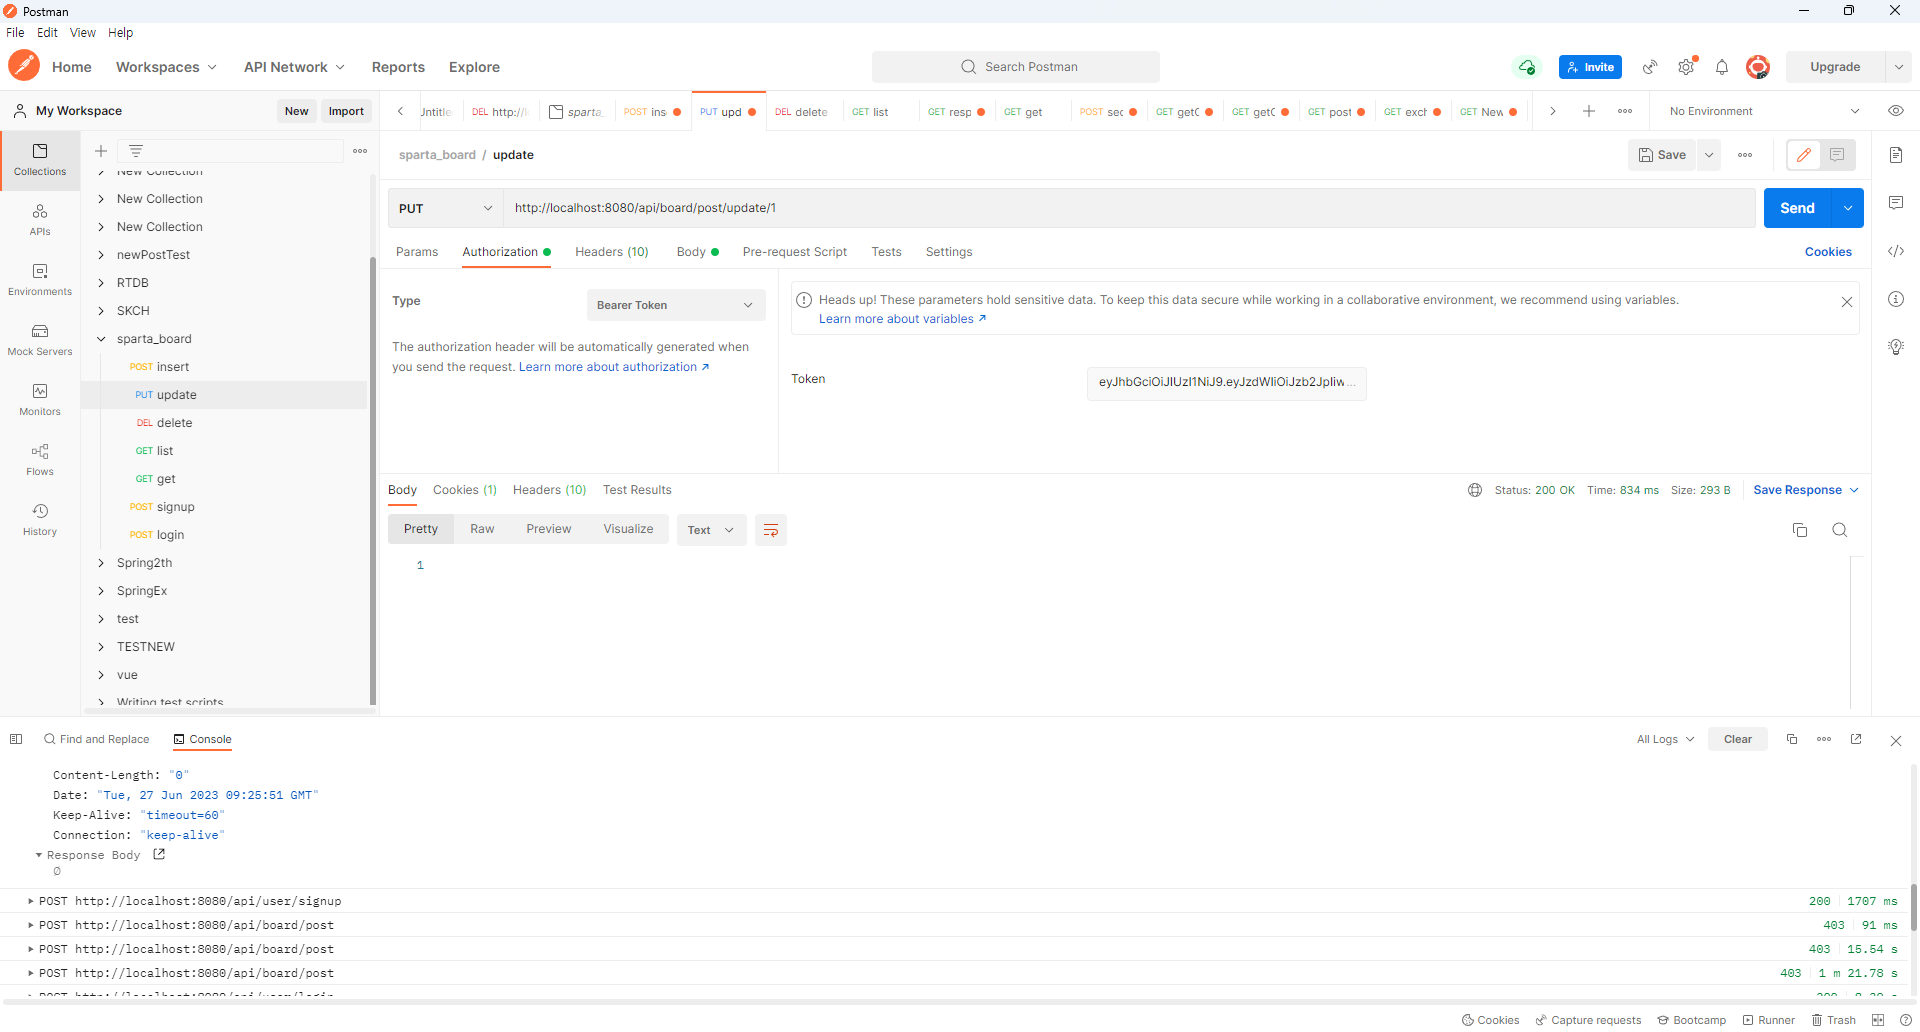 Postman
File Edit View Help
Home Workspaces API Network Reports Explore Search Postman Invite Upgrade
My Workspace New Import
DEL http://l sparta_ POST ins PUT upd DEL delete GET list GET resp GET get POST sec GET getC GET getC GET post GET exch GET New No Environment
sparta_board / update Save
Collections
APIs
Environments
Mock Servers
Monitors
Flows
History
New Collection
New Collection
New Collection
newPostTest
RTDB
SKCH
sparta_board
POST insert
PUT update
DEL delete
GET list
GET get
POST signup
POST login
Spring2th
SpringEx
test
TESTNEW
vue
Writing test scripts
PUT http://localhost:8080/api/board/post/update/1 Send
Params Authorization Headers (10) Body Pre-request Script Tests Settings Cookies
Type Bearer Token
The authorization header will be automatically generated when
you send the request. Learn more about authorization ↗
Heads up! These parameters hold sensitive data. To keep this data secure while working in a collaborative environment, we recommend using variables.
Learn more about variables ↗
Token
Body Cookies (1) Headers (10) Test Results Status: 200 OK Time: 834 ms Size: 293 B Save Response
Pretty Raw Preview Visualize Text
1
Find and Replace Console All Logs Clear
Content-Length: "0"
Date: "Tue, 27 Jun 2023 09:25:51 GMT"
Keep-Alive: "timeout=60"
Connection: "keep-alive"
Response Body
∅
POST http://localhost:8080/api/user/signup 200 1707 ms
POST http://localhost:8080/api/board/post 403 91 ms
POST http://localhost:8080/api/board/post 403 15.54 s
POST http://localhost:8080/api/board/post 403 1 m 21.78 s
Cookies Capture requests Bootcamp Runner Trash